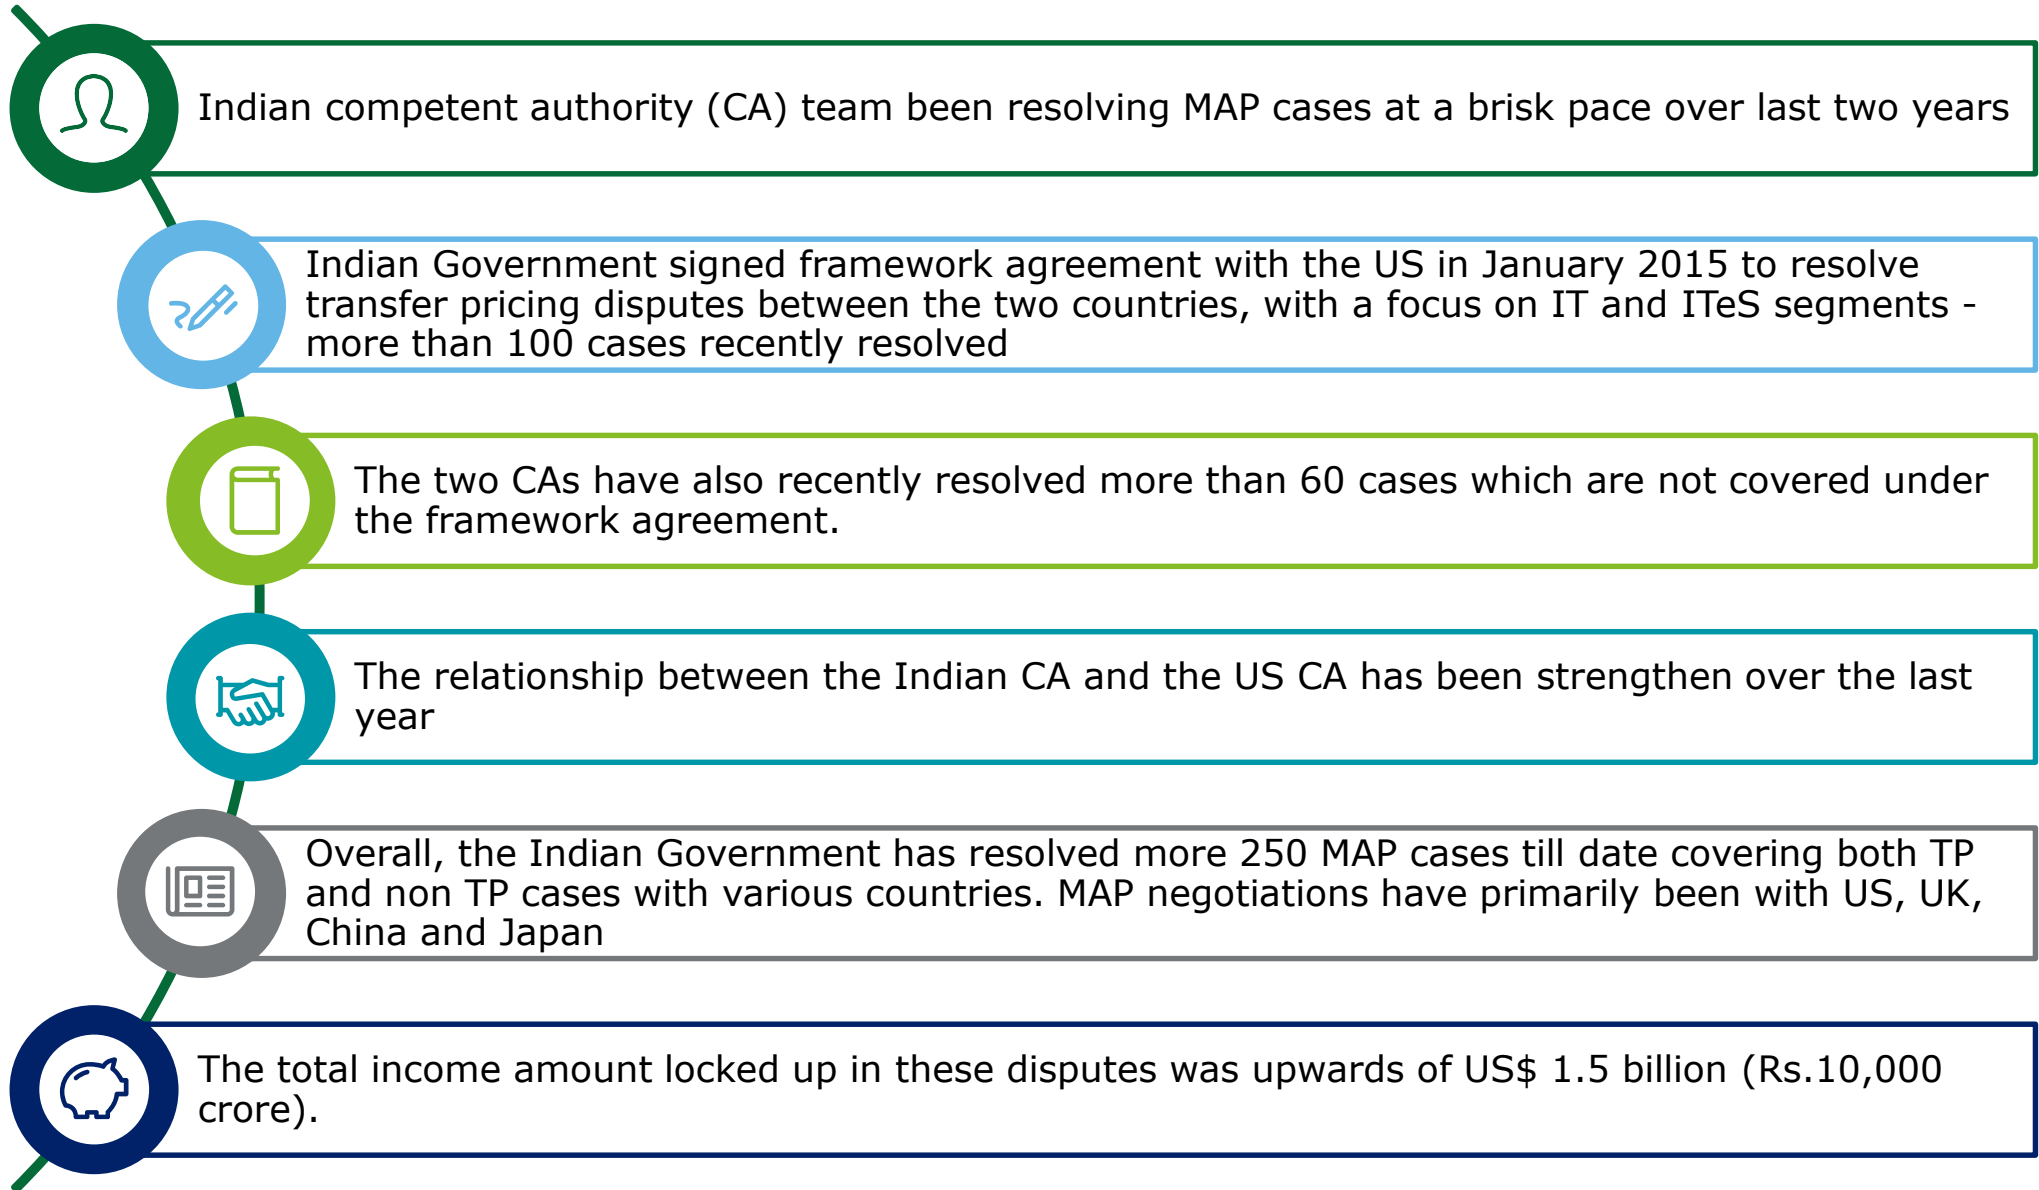 Indian competent authority (CA) team been resolving MAP cases at a brisk pace over last two years
Indian Government signed framework agreement with the US in January 2015 to resolve
transfer pricing disputes between the two countries, with a focus on IT and ITeS segments -
more than 100 cases recently resolved
The two CAs have also recently resolved more than 60 cases which are not covered under
the framework agreement.
The relationship between the Indian CA and the US CA has been strengthen over the last
year
Overall, the Indian Government has resolved more 250 MAP cases till date covering both TP
and non TP cases with various countries. MAP negotiations have primarily been with US, UK,
China and Japan
The total income amount locked up in these disputes was upwards of US$ 1.5 billion (Rs.10,000
crore).